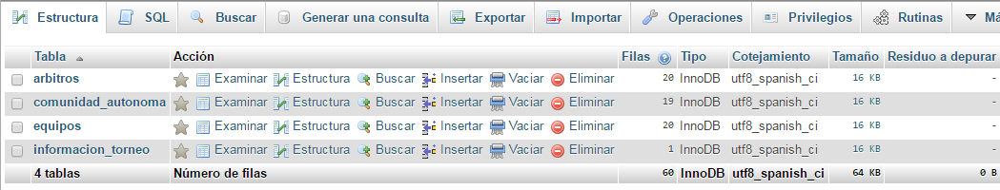 Estructura SQL Buscar Generar una consulta Exportar Importar Operaciones Privilegios Rutinas Má
Tabla Acción Filas Tipo Cotejamiento Tamaño Residuo a depurar
arbitros Examinar Estructura Buscar Insertar Vaciar Eliminar 20 InnoDB utf8_spanish_ci 16 KB -
comunidad_autonoma Examinar Estructura Buscar Insertar Vaciar Eliminar 19 InnoDB utf8_spanish_ci 16 KB -
equipos Examinar Estructura Buscar Insertar Vaciar Eliminar 20 InnoDB utf8_spanish_ci 16 KB -
informacion_torneo Examinar Estructura Buscar Insertar Vaciar Eliminar 1 InnoDB utf8_spanish_ci 16 KB -
4 tablas Número de filas 60 InnoDB utf8_spanish_ci 64 KB 0 B